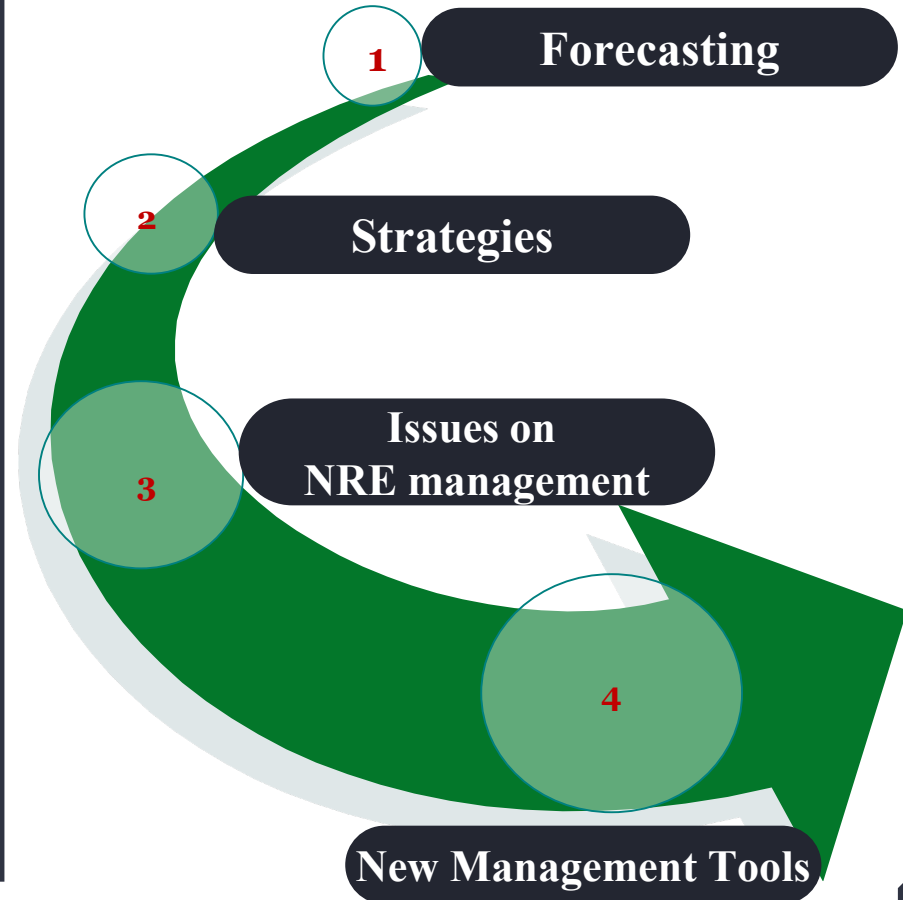 1
Forecasting
2
Strategies
3
Issues on
NRE management
4
New Management Tools